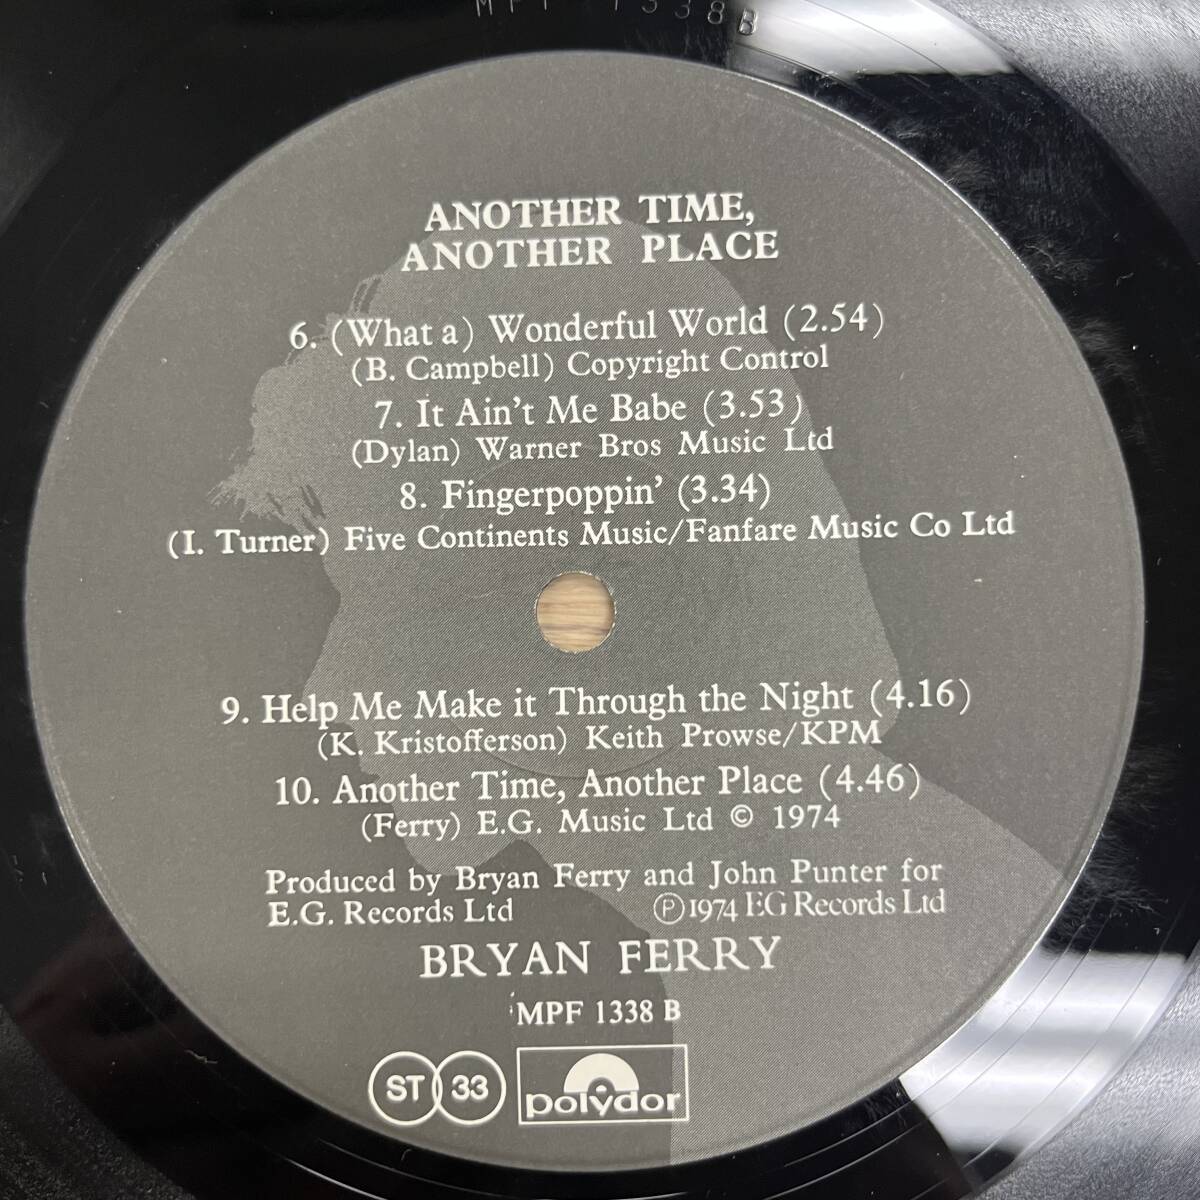 MPF 1338 B
ANOTHER TIME,
ANOTHER PLACE
6. (What a) Wonderful World (2.54)
(B. Campbell) Copyright Control
7. It Ain't Me Babe (3.53)
(Dylan) Warner Bros Music Ltd
8. Fingerpoppin' (3.34)
(I. Turner) Five Continents Music/Fanfare Music Co Ltd
9. Help Me Make it Through the Night (4.16)
(K. Kristofferson) Keith Prowse/KPM
10. Another Time, Another Place (4.46)
(Ferry) E.G. Music Ltd © 1974
Produced by Bryan Ferry and John Punter for
E.G. Records Ltd ℗1974 EG Records Ltd
BRYAN FERRY
MPF 1338 B
ST 33 polydor